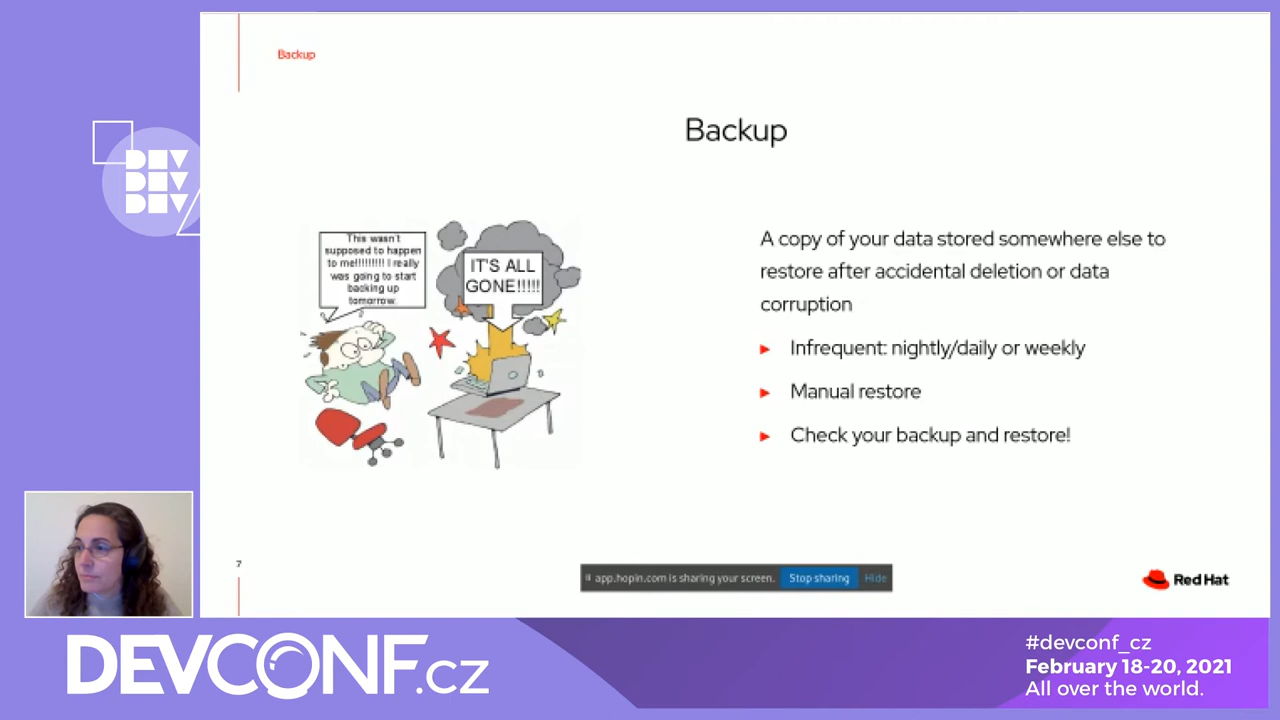 Backup
Backup
This wasn't
supposed to happen
to me!!!!!!!!! I really
was going to start
backing up
tomorrow.
IT'S ALL
GONE!!!!!
A copy of your data stored somewhere else to
restore after accidental deletion or data
corruption
Infrequent: nightly/daily or weekly
Manual restore
Check your backup and restore!
7
app.hopin.com is sharing your screen. Stop sharing Hide
Red Hat
DEV
DEV
DEV
DEVCONF.cz
#devconf_cz
February 18-20, 2021
All over the world.